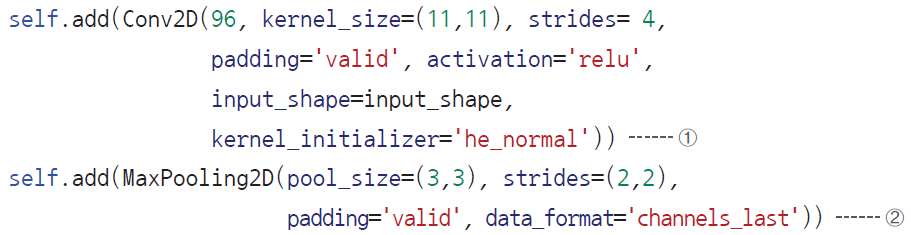 self.add(Conv2D(96, kernel_size=(11,11), strides= 4,
padding='valid', activation='relu',
input_shape=input_shape,
kernel_initializer='he_normal')) ------ ①
self.add(MaxPooling2D(pool_size=(3,3), strides=(2,2),
padding='valid', data_format='channels_last')) ------ ②